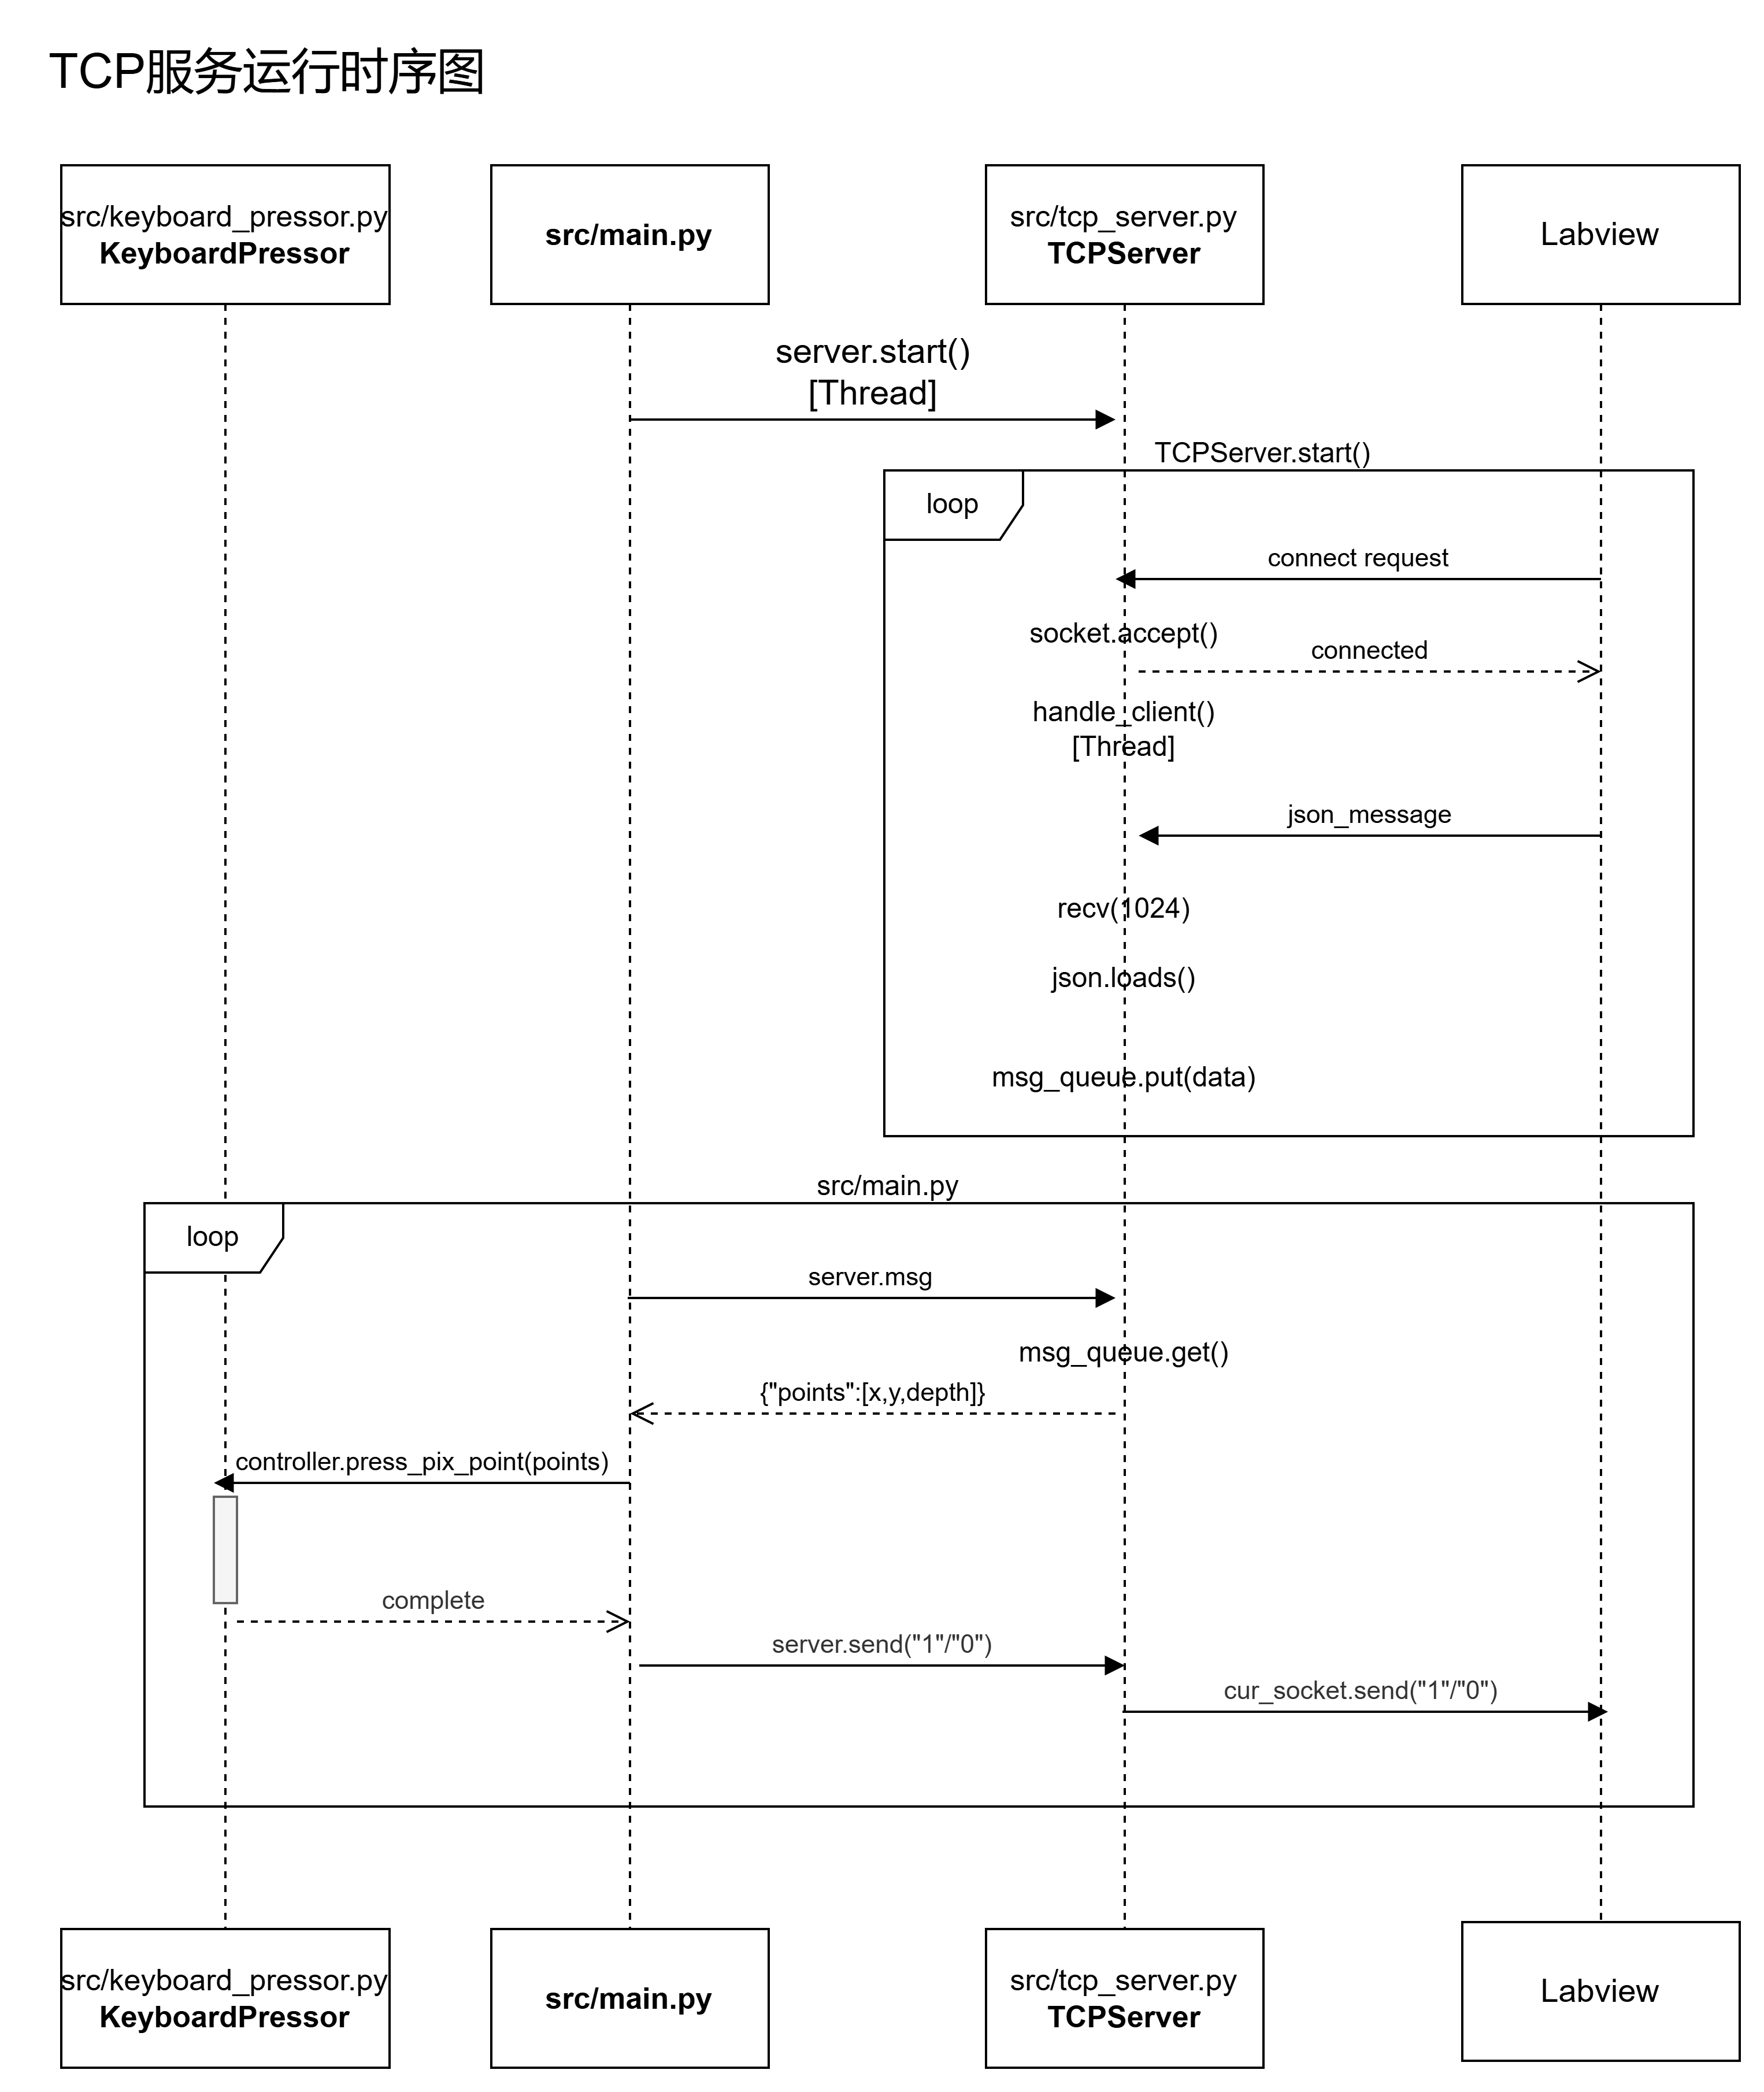 TCP服务运行时序图
src/keyboard_pressor.py
KeyboardPressor
src/main.py
src/tcp_server.py
TCPServer
Labview
server.start()
[Thread]
TCPServer.start()
loop
connect request
socket.accept()
connected
handle_client()
[Thread]
json_message
recv(1024)
json.loads()
msg_queue.put(data)
src/main.py
loop
server.msg
msg_queue.get()
{"points":[x,y,depth]}
controller.press_pix_point(points)
complete
server.send("1"/"0")
cur_socket.send("1"/"0")
src/keyboard_pressor.py
KeyboardPressor
src/main.py
src/tcp_server.py
TCPServer
Labview